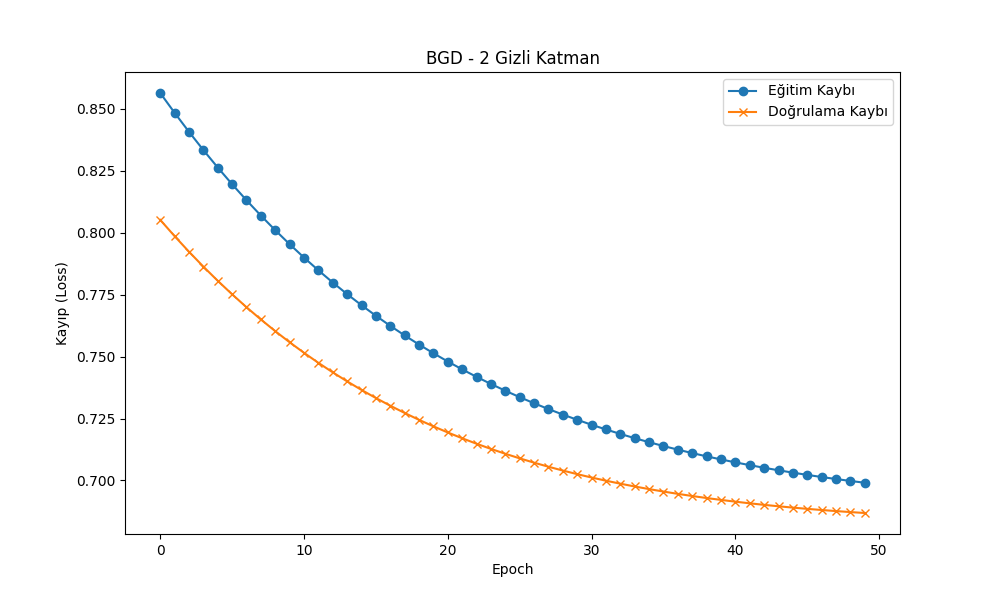 BGD - 2 Gizli Katman
Eğitim Kaybı
Doğrulama Kaybı
Kayıp (Loss)
0.850
0.825
0.800
0.775
0.750
0.725
0.700
0 10 20 30 40 50
Epoch